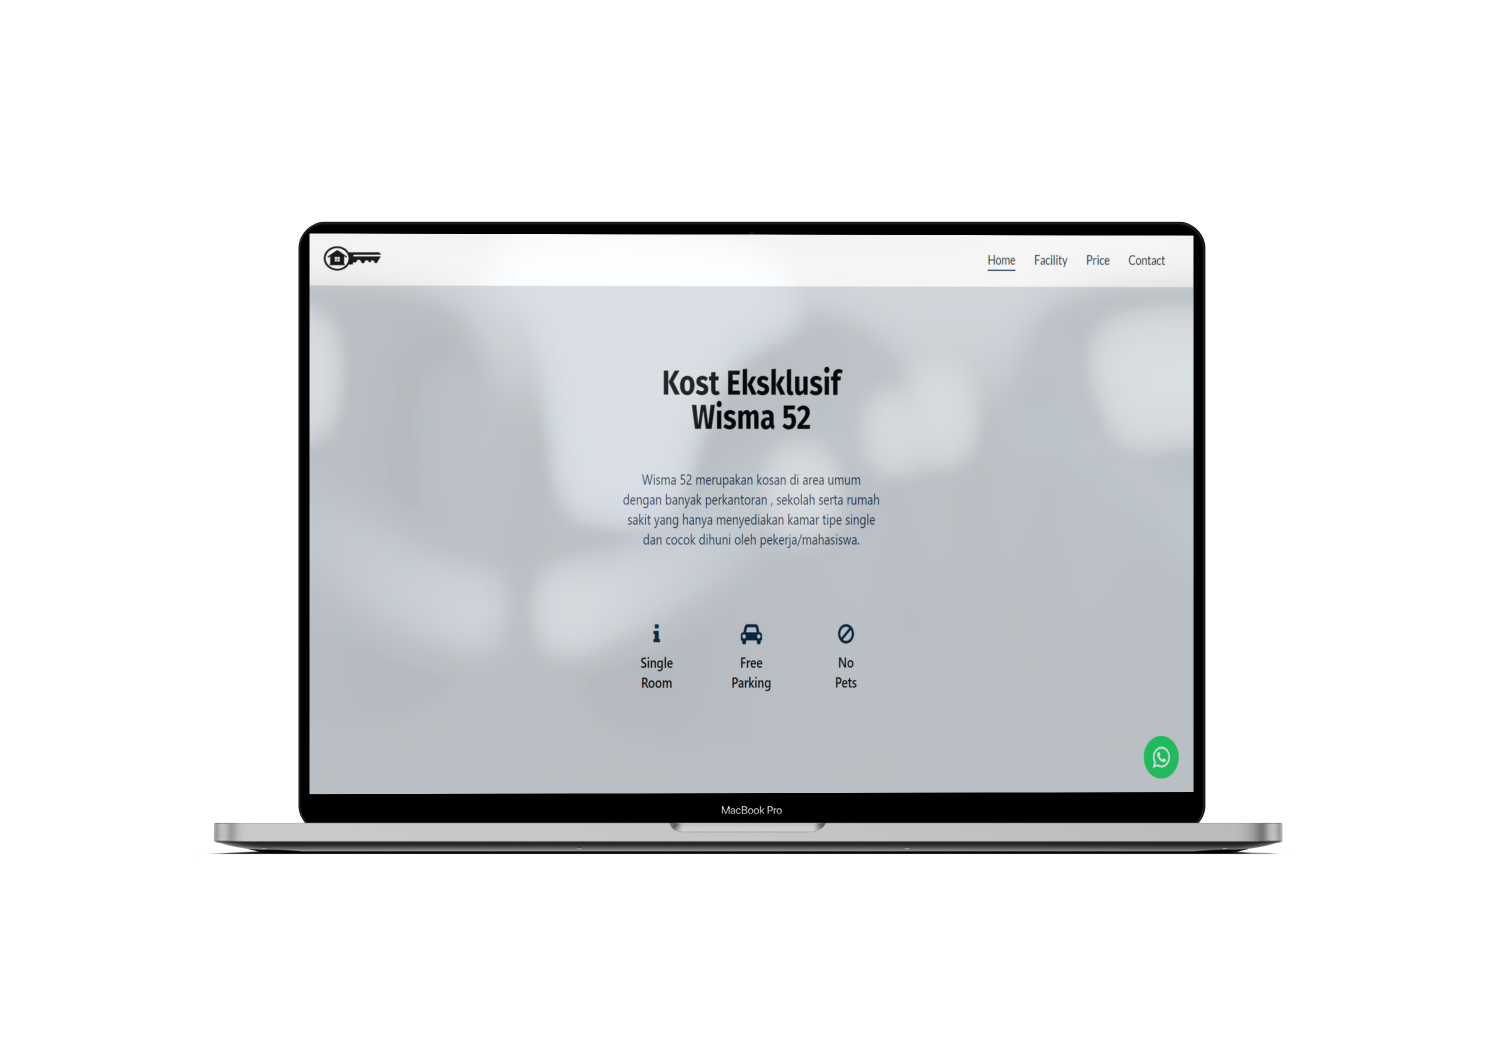 Home Facility Price Contact
Kost Eksklusif
Wisma 52
Wisma 52 merupakan kosan di area umum
dengan banyak perkantoran , sekolah serta rumah
sakit yang hanya menyediakan kamar tipe single
dan cocok dihuni oleh pekerja/mahasiswa.
Single
Room
Free
Parking
No
Pets
MacBook Pro